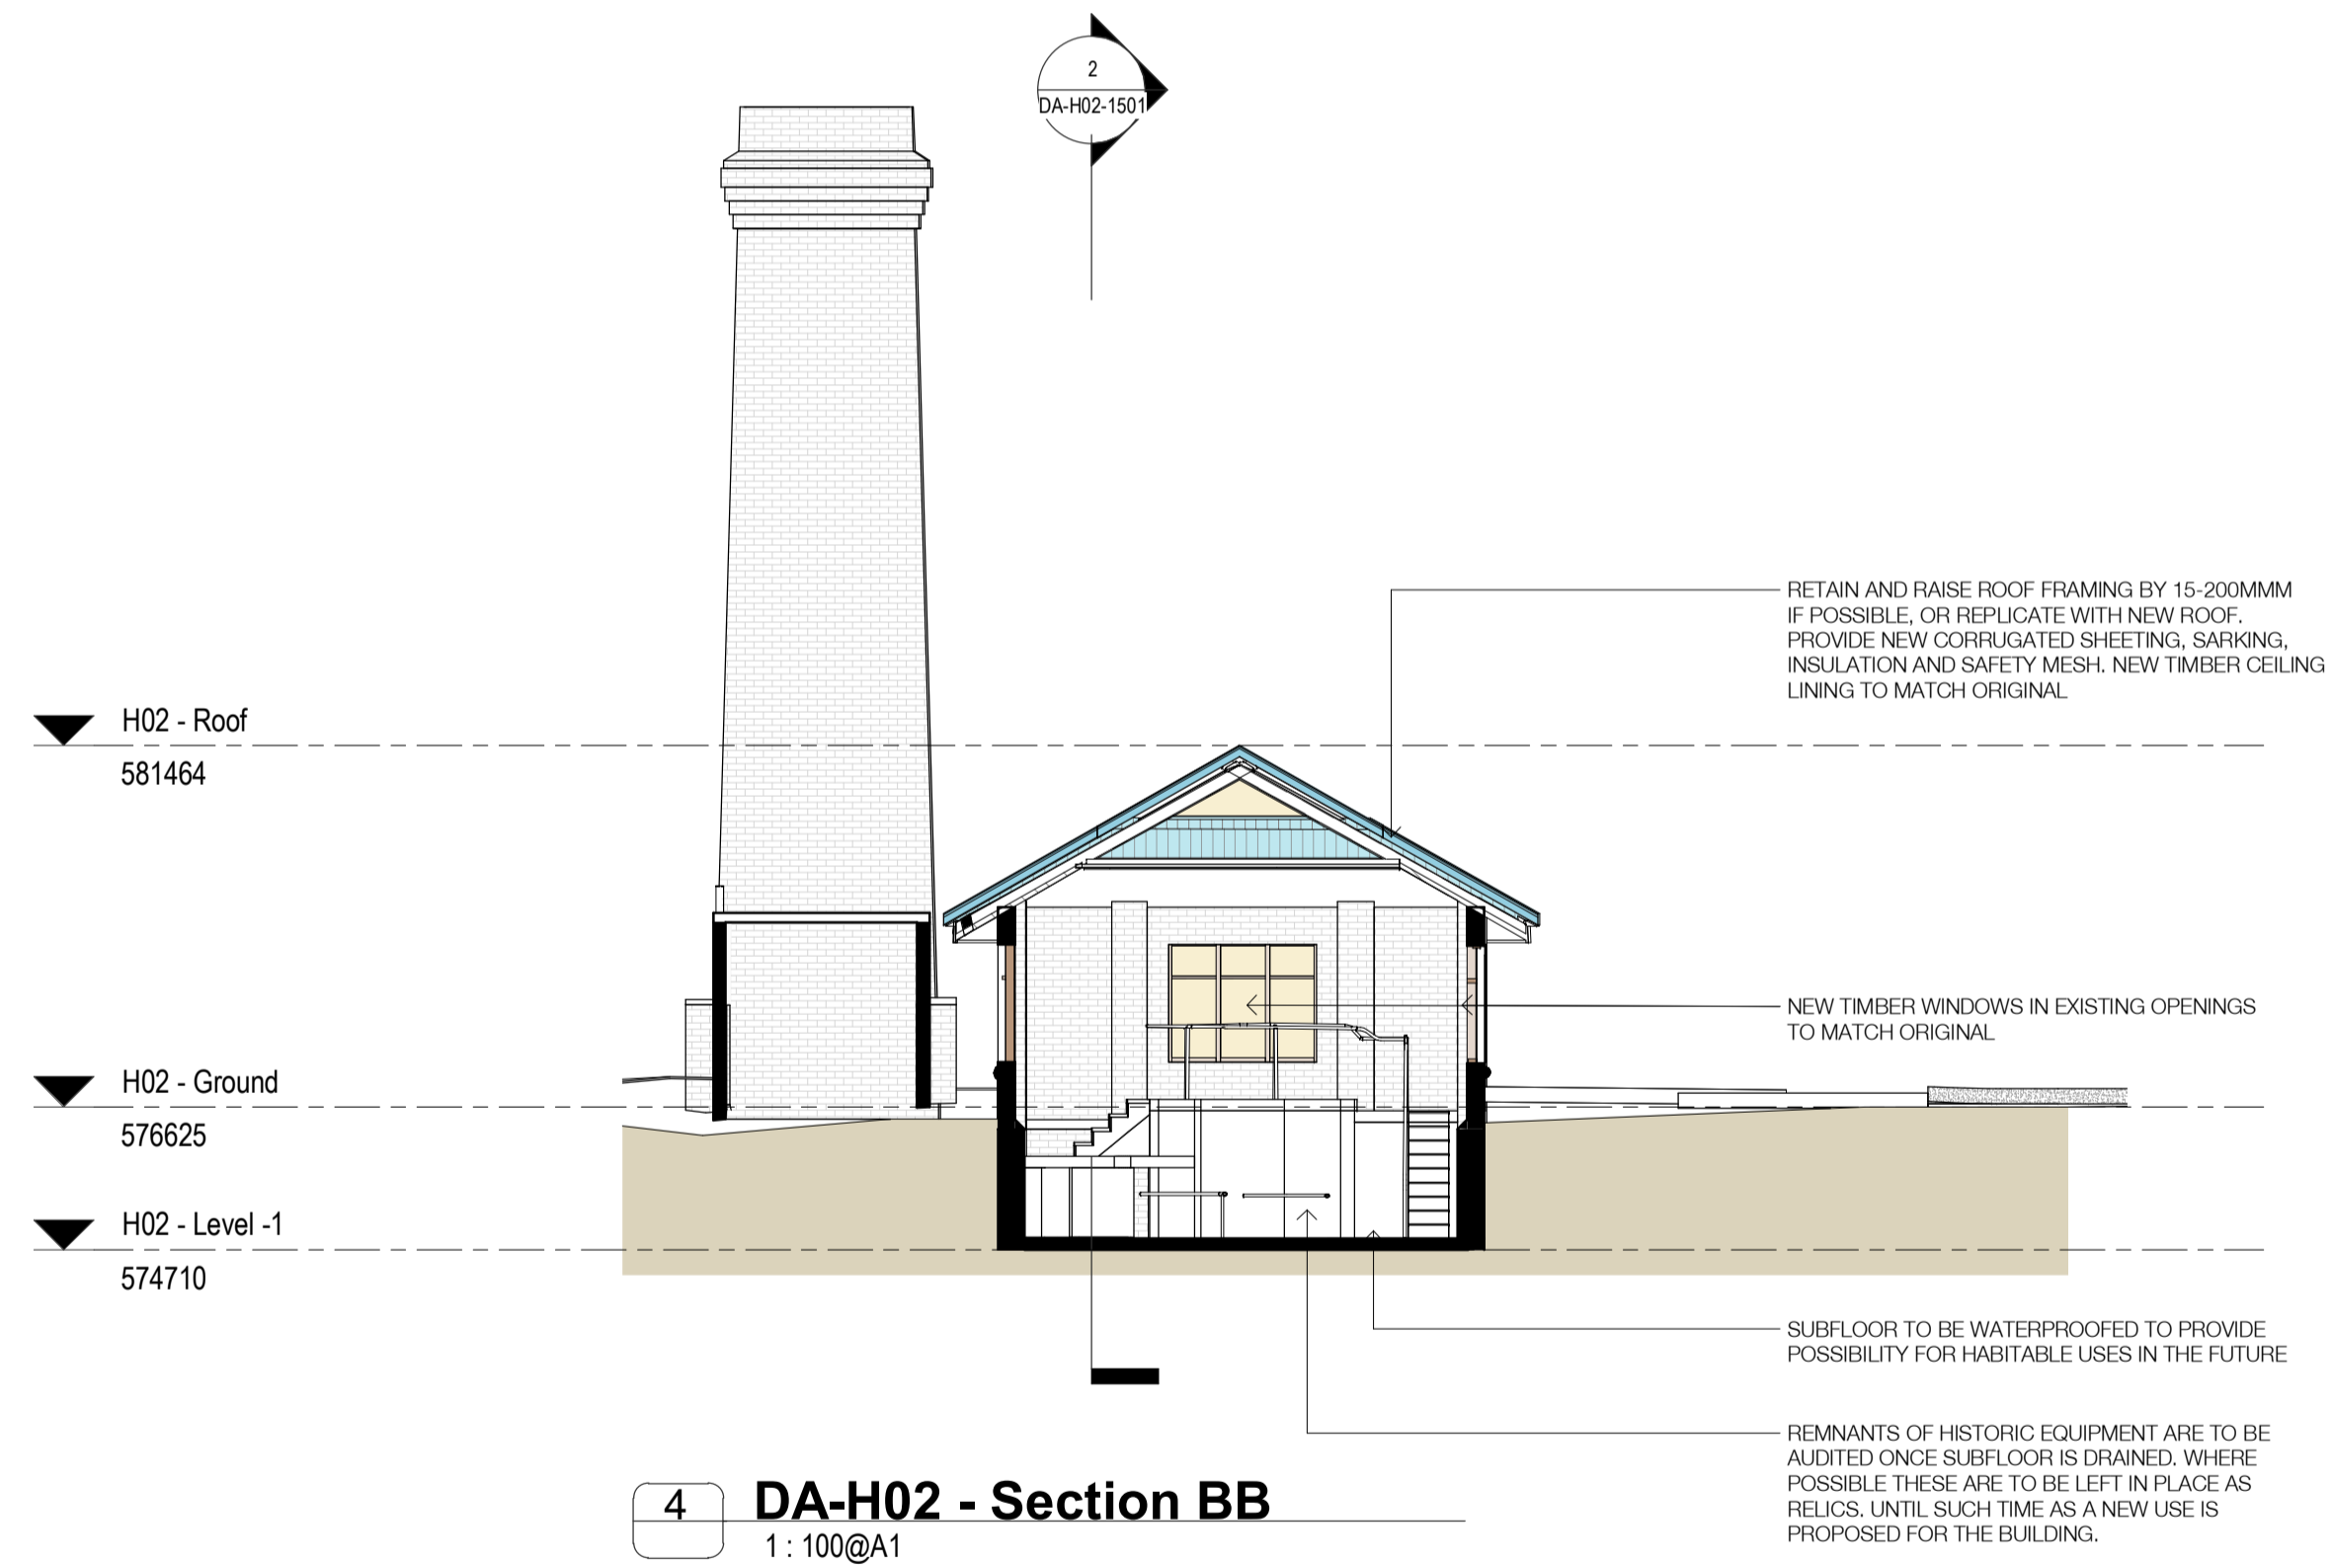 2
DA-H02-1501
RETAIN AND RAISE ROOF FRAMING BY 15-200MMM
IF POSSIBLE, OR REPLICATE WITH NEW ROOF.
PROVIDE NEW CORRUGATED SHEETING, SARKING,
INSULATION AND SAFETY MESH. NEW TIMBER CEILING
LINING TO MATCH ORIGINAL
H02 - Roof
581464
NEW TIMBER WINDOWS IN EXISTING OPENINGS
TO MATCH ORIGINAL
H02 - Ground
576625
H02 - Level -1
574710
SUBFLOOR TO BE WATERPROOFED TO PROVIDE
POSSIBILITY FOR HABITABLE USES IN THE FUTURE
REMNANTS OF HISTORIC EQUIPMENT ARE TO BE
AUDITED ONCE SUBFLOOR IS DRAINED. WHERE
POSSIBLE THESE ARE TO BE LEFT IN PLACE AS
RELICS. UNTIL SUCH TIME AS A NEW USE IS
PROPOSED FOR THE BUILDING.
4
DA-H02 - Section BB
1 : 100@A1